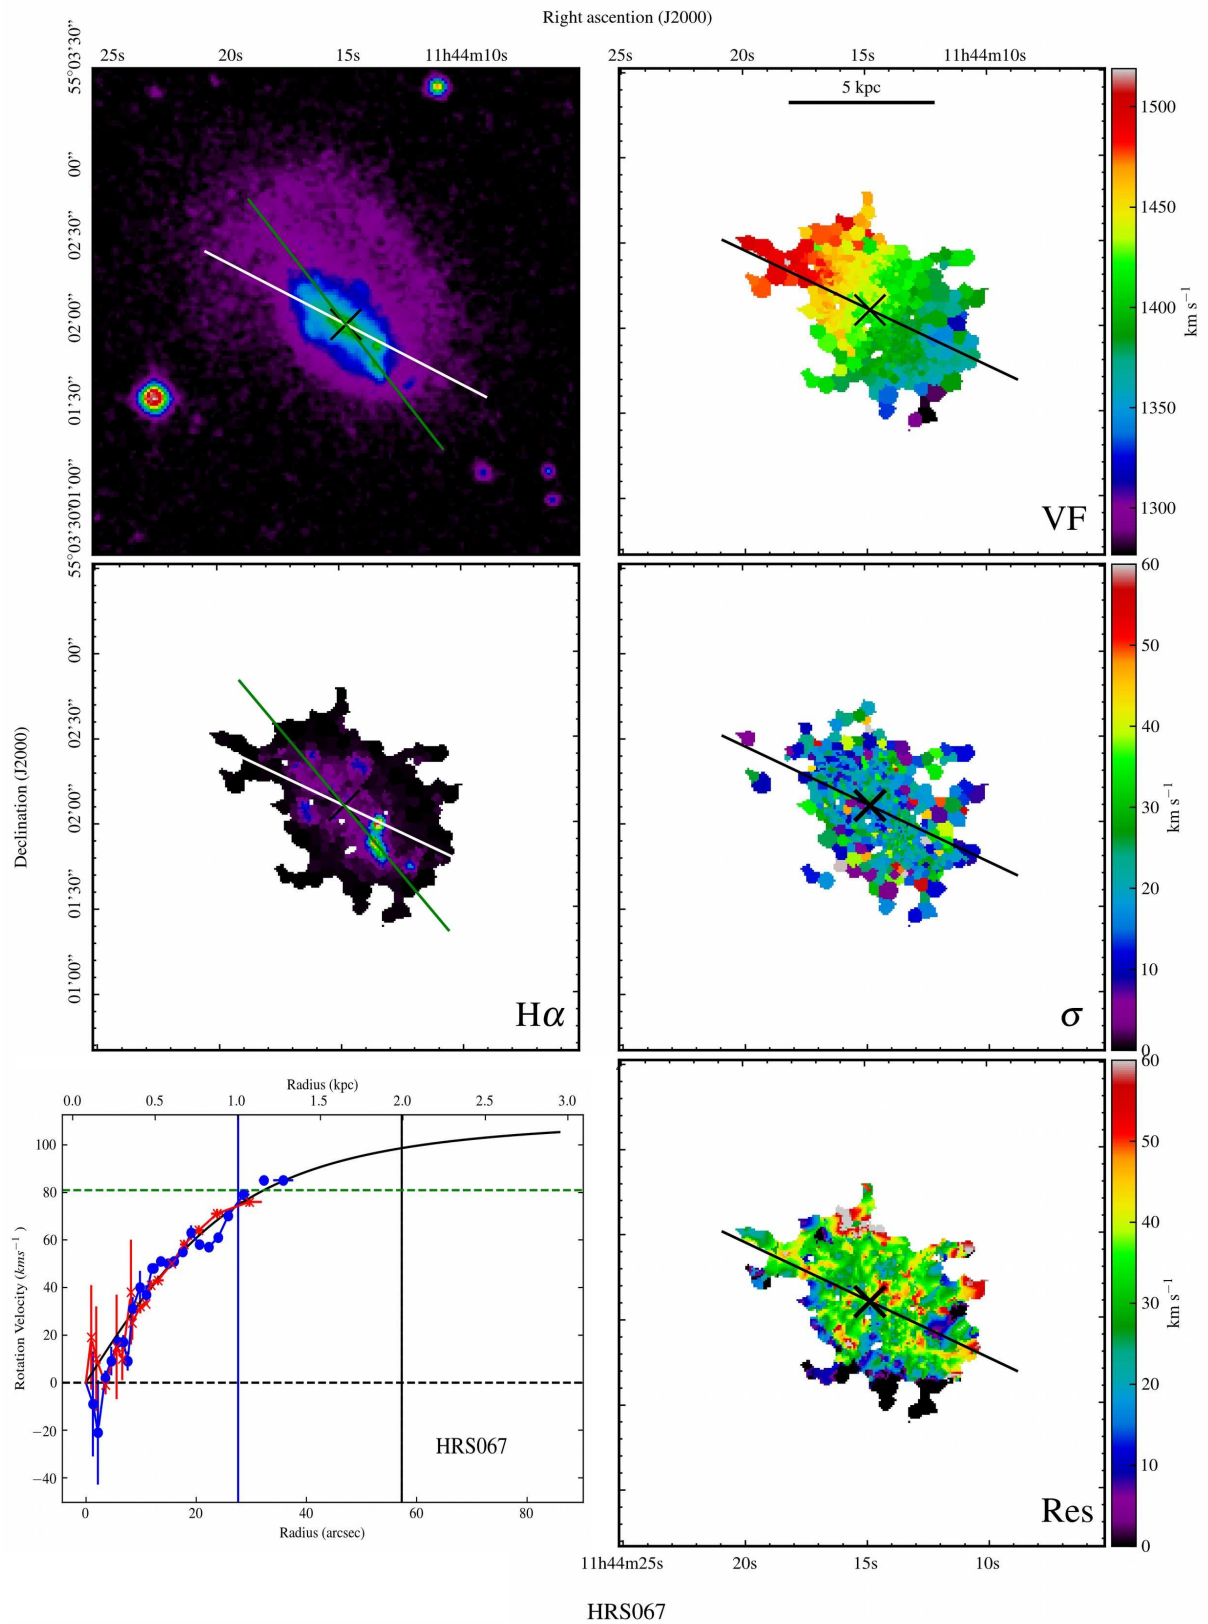 Right ascention (J2000)
25s 20s 15s 11h44m10s 25s 20s 15s 11h44m10s
55°03'30" 00" 02'30" 02'00" 01'30" 01'00"
5 kpc
VF
1500
1450
1400
1350
1300
km s⁻¹
55°03'30" 00" 02'30" 02'00" 01'30" 01'00"
Declination (J2000)
Hα
σ
60
50
40
30
20
10
0
km s⁻¹
Radius (kpc)
0.0 0.5 1.0 1.5 2.0 2.5 3.0
Rotation Velocity (kms⁻¹)
100
80
60
40
20
0
−20
−40
HRS067
0 20 40 60 80
Radius (arcsec)
Res
60
50
40
30
20
10
0
km s⁻¹
11h44m25s 20s 15s 10s
HRS067